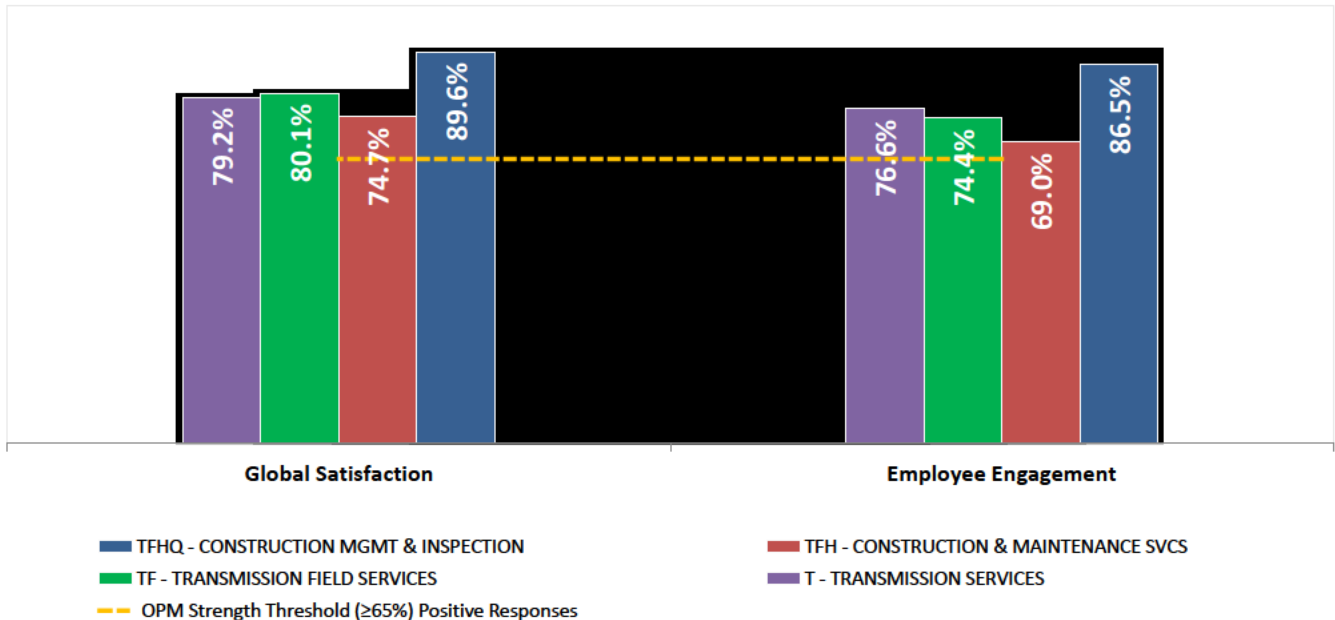 79.2%
80.1%
74.7%
89.6%
76.6%
74.4%
69.0%
86.5%
Global Satisfaction
Employee Engagement
TFHQ - CONSTRUCTION MGMT & INSPECTION
TFH - CONSTRUCTION & MAINTENANCE SVCS
TF - TRANSMISSION FIELD SERVICES
T - TRANSMISSION SERVICES
OPM Strength Threshold (≥65%) Positive Responses